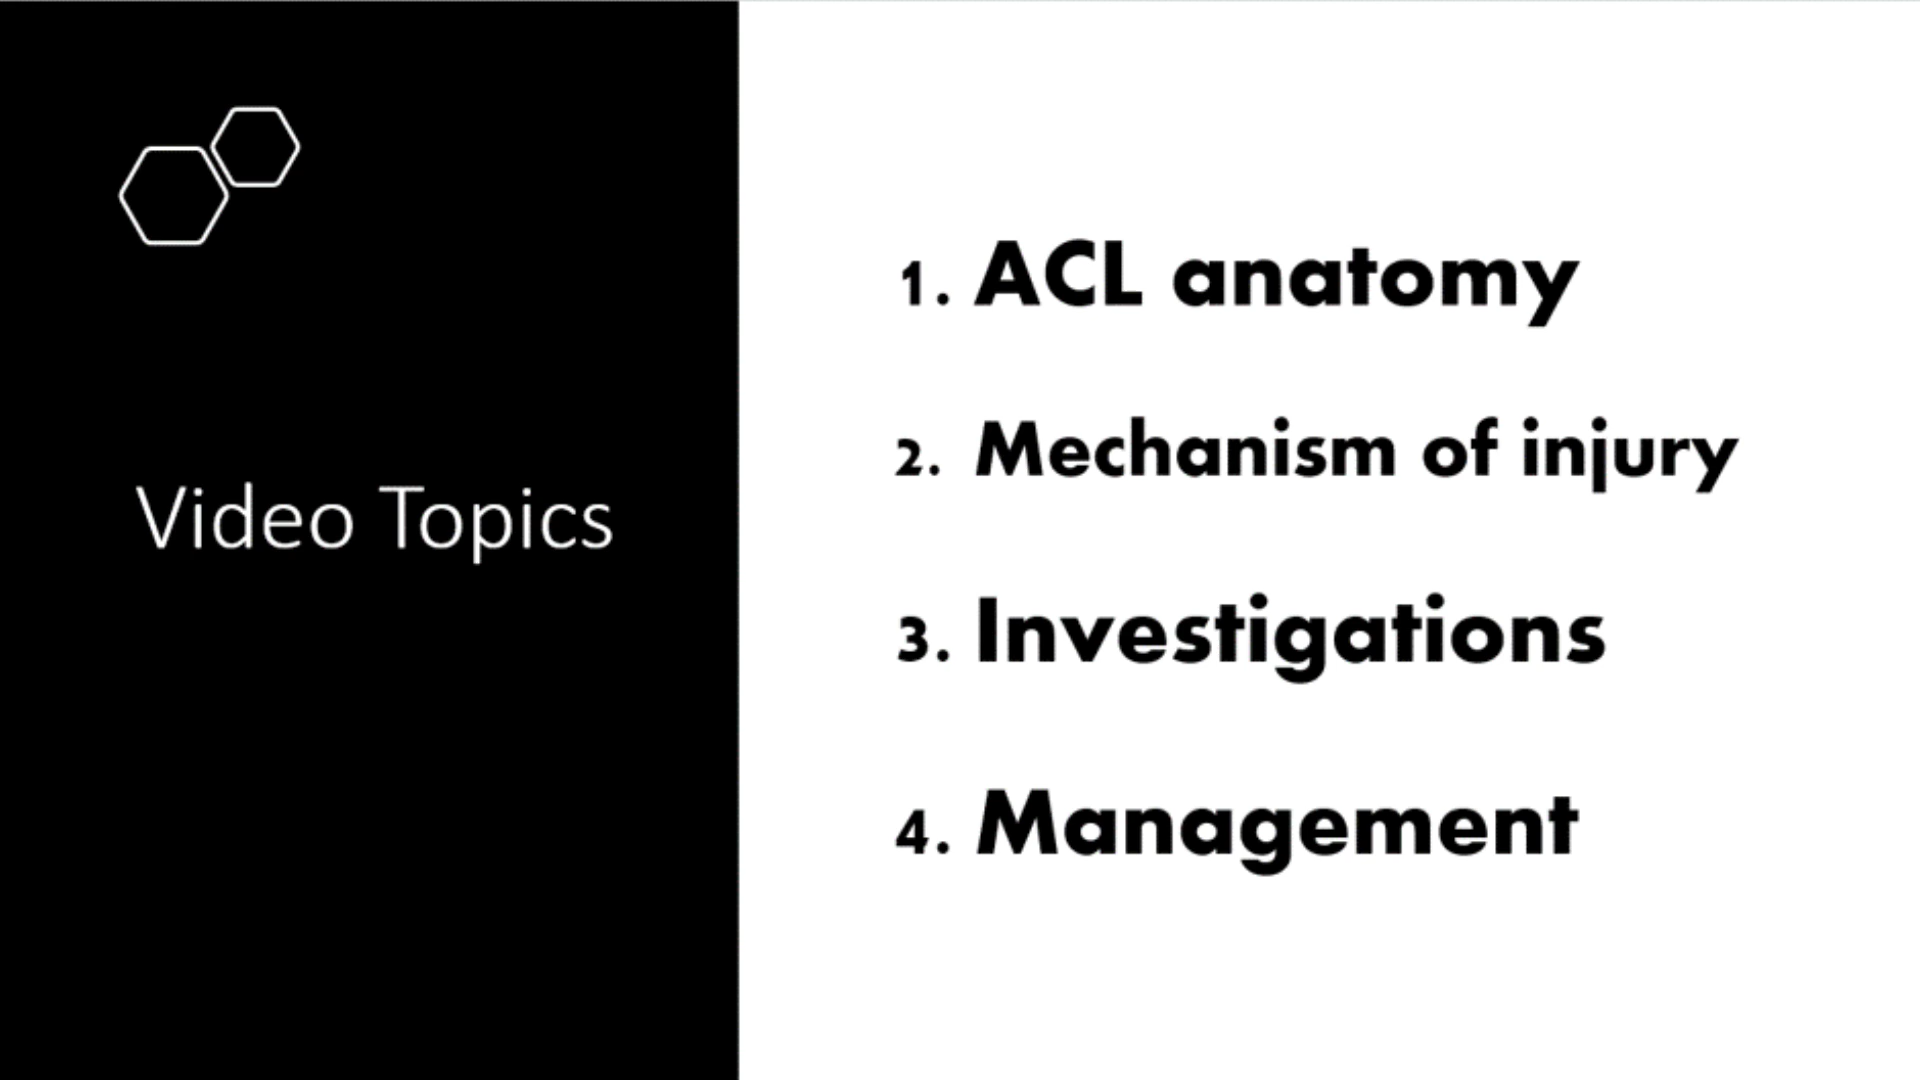 Video Topics
1. ACL anatomy
2. Mechanism of injury
3. Investigations
4. Management